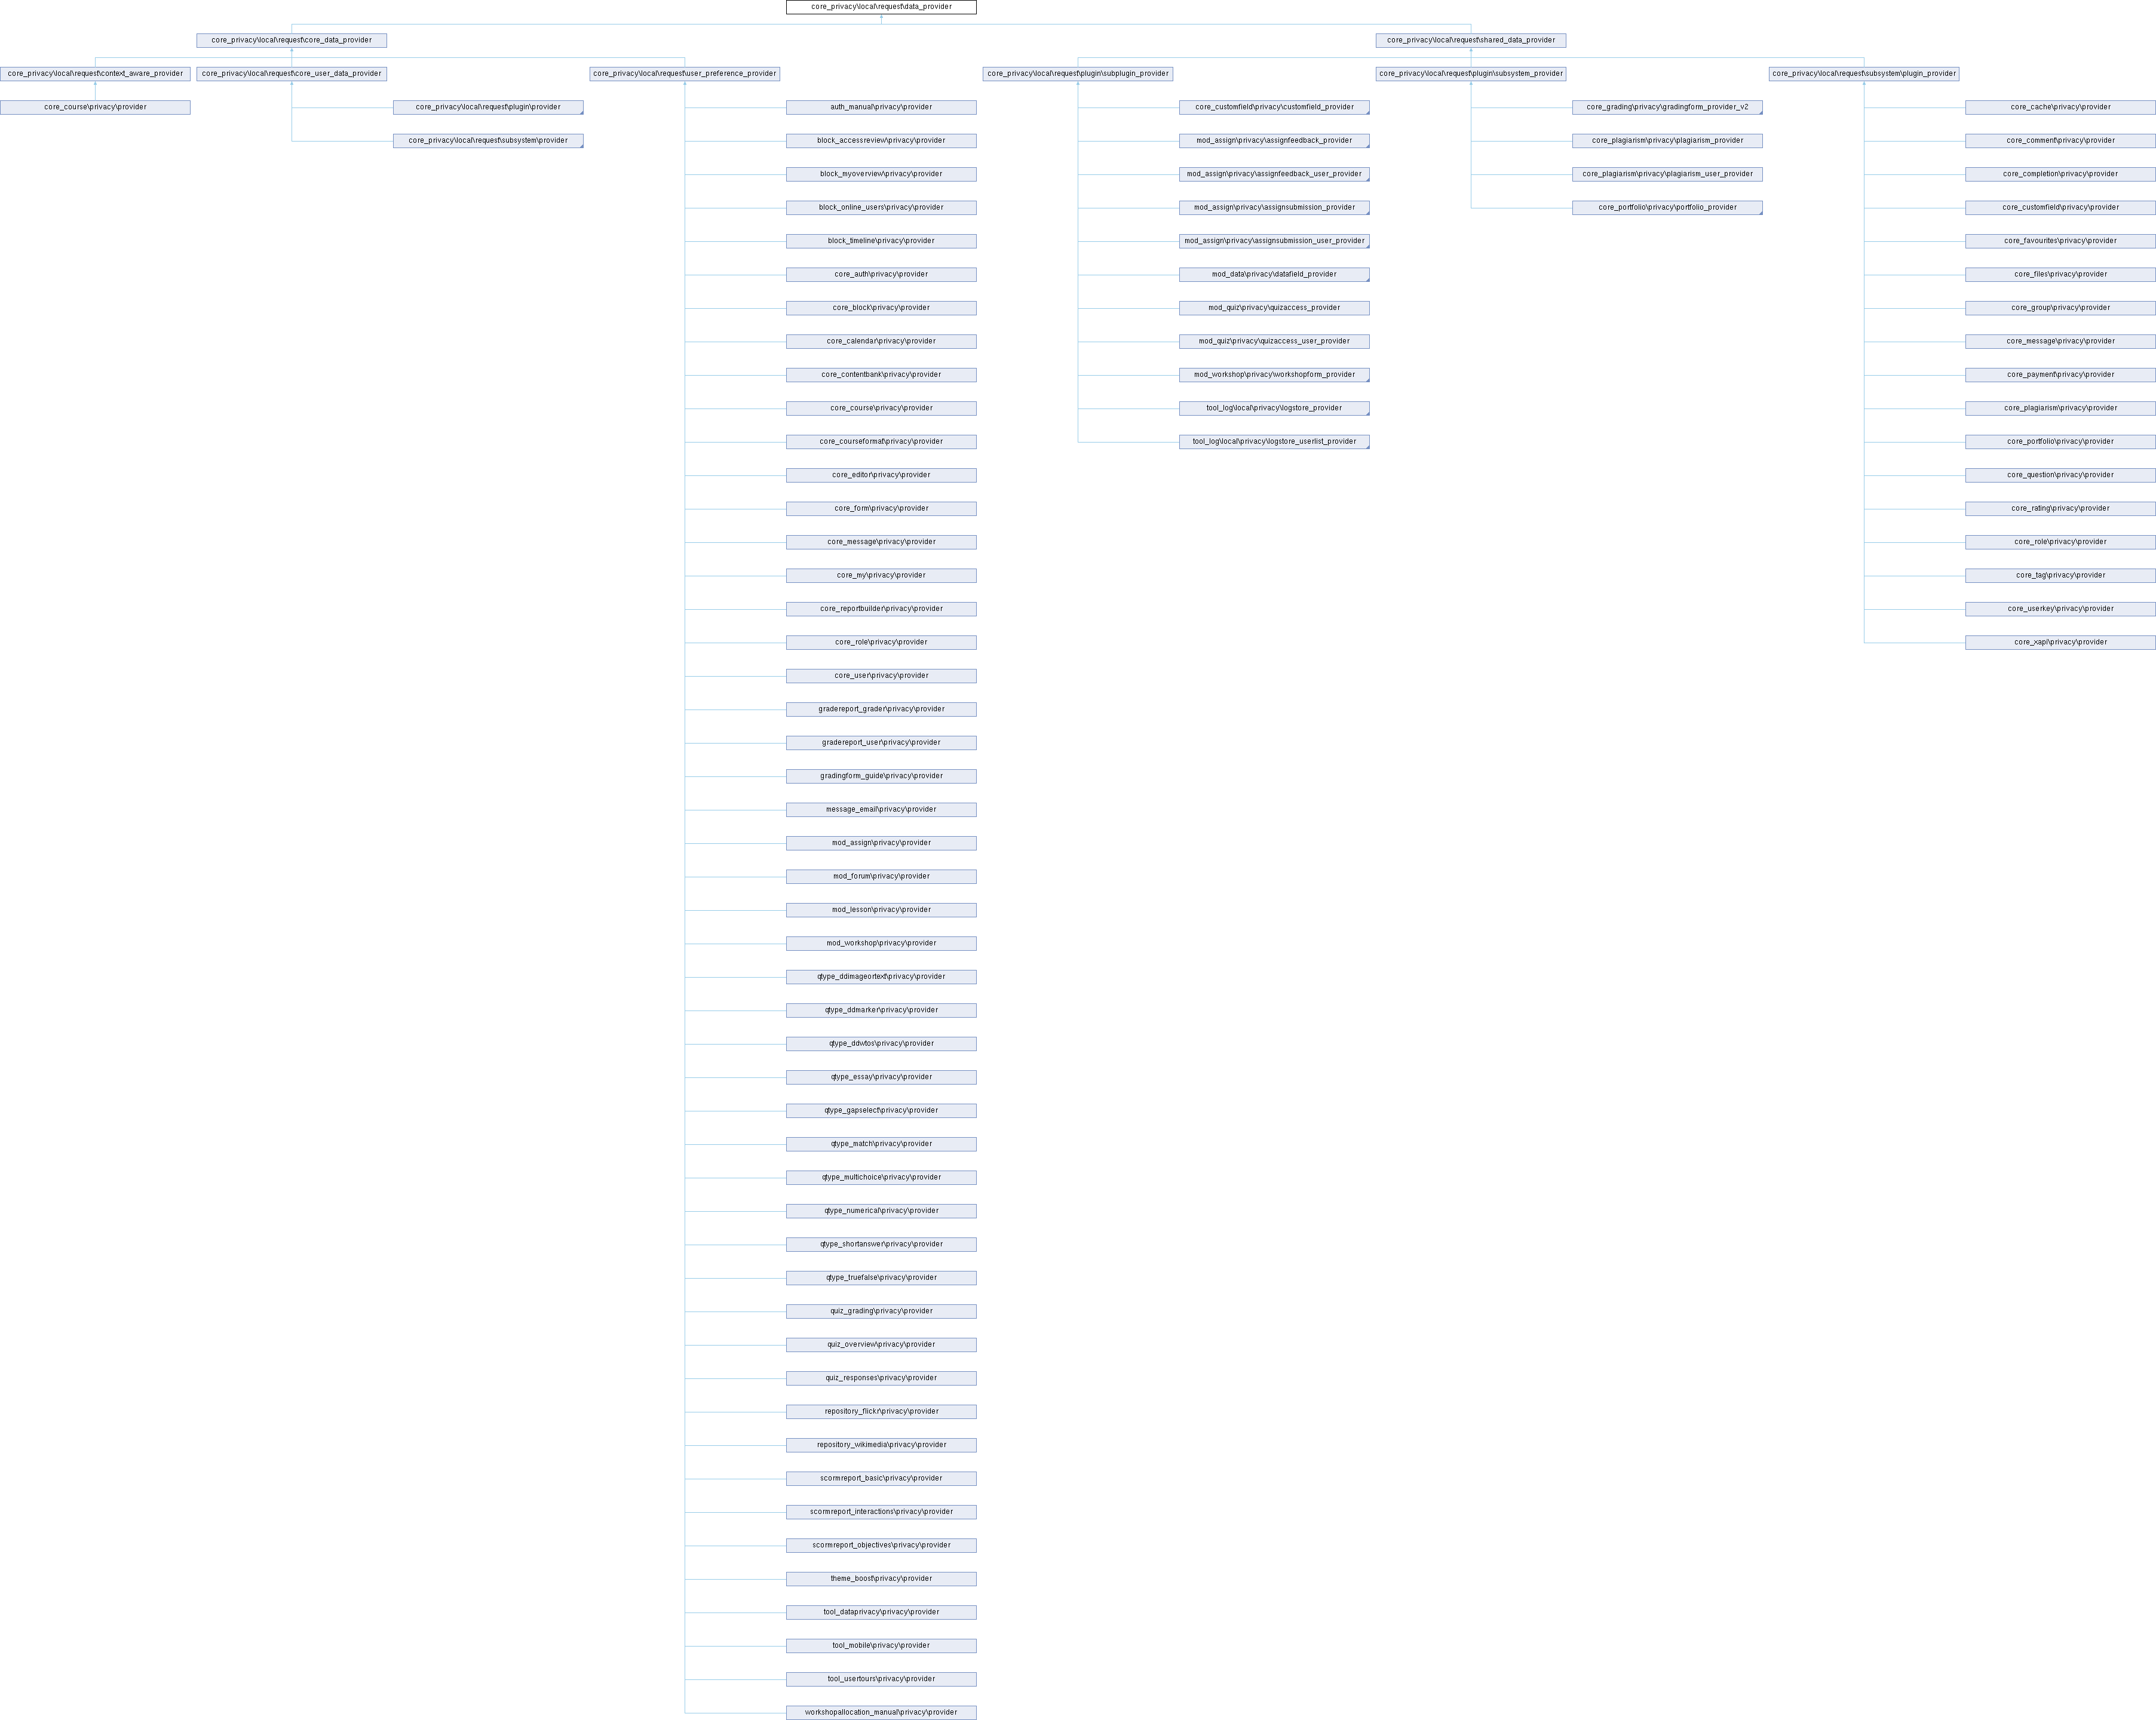 core_privacy\local\request\data_provider
core_privacy\local\request\core_data_provider
core_privacy\local\request\shared_data_provider
core_privacy\local\request\context_aware_provider
core_privacy\local\request\core_user_data_provider
core_privacy\local\request\user_preference_provider
core_privacy\local\request\plugin\subplugin_provider
core_privacy\local\request\plugin\subsystem_provider
core_privacy\local\request\subsystem\plugin_provider
core_course\privacy\provider
core_privacy\local\request\plugin\provider
core_privacy\local\request\subsystem\provider
auth_manual\privacy\provider
block_accessreview\privacy\provider
block_myoverview\privacy\provider
block_online_users\privacy\provider
block_timeline\privacy\provider
core_auth\privacy\provider
core_block\privacy\provider
core_calendar\privacy\provider
core_contentbank\privacy\provider
core_course\privacy\provider
core_courseformat\privacy\provider
core_editor\privacy\provider
core_form\privacy\provider
core_message\privacy\provider
core_my\privacy\provider
core_reportbuilder\privacy\provider
core_role\privacy\provider
core_user\privacy\provider
gradereport_grader\privacy\provider
gradereport_user\privacy\provider
gradingform_guide\privacy\provider
message_email\privacy\provider
mod_assign\privacy\provider
mod_forum\privacy\provider
mod_lesson\privacy\provider
mod_workshop\privacy\provider
qtype_ddimageortext\privacy\provider
qtype_ddmarker\privacy\provider
qtype_ddwtos\privacy\provider
qtype_essay\privacy\provider
qtype_gapselect\privacy\provider
qtype_match\privacy\provider
qtype_multichoice\privacy\provider
qtype_numerical\privacy\provider
qtype_shortanswer\privacy\provider
qtype_truefalse\privacy\provider
quiz_grading\privacy\provider
quiz_overview\privacy\provider
quiz_responses\privacy\provider
repository_flickr\privacy\provider
repository_wikimedia\privacy\provider
scormreport_basic\privacy\provider
scormreport_interactions\privacy\provider
scormreport_objectives\privacy\provider
theme_boost\privacy\provider
tool_dataprivacy\privacy\provider
tool_mobile\privacy\provider
tool_usertours\privacy\provider
workshopallocation_manual\privacy\provider
core_customfield\privacy\customfield_provider
mod_assign\privacy\assignfeedback_provider
mod_assign\privacy\assignfeedback_user_provider
mod_assign\privacy\assignsubmission_provider
mod_assign\privacy\assignsubmission_user_provider
mod_data\privacy\datafield_provider
mod_quiz\privacy\quizaccess_provider
mod_quiz\privacy\quizaccess_user_provider
mod_workshop\privacy\workshopform_provider
tool_log\local\privacy\logstore_provider
tool_log\local\privacy\logstore_userlist_provider
core_grading\privacy\gradingform_provider_v2
core_plagiarism\privacy\plagiarism_provider
core_plagiarism\privacy\plagiarism_user_provider
core_portfolio\privacy\portfolio_provider
core_cache\privacy\provider
core_comment\privacy\provider
core_completion\privacy\provider
core_customfield\privacy\provider
core_favourites\privacy\provider
core_files\privacy\provider
core_group\privacy\provider
core_message\privacy\provider
core_payment\privacy\provider
core_plagiarism\privacy\provider
core_portfolio\privacy\provider
core_question\privacy\provider
core_rating\privacy\provider
core_role\privacy\provider
core_tag\privacy\provider
core_userkey\privacy\provider
core_xapi\privacy\provider